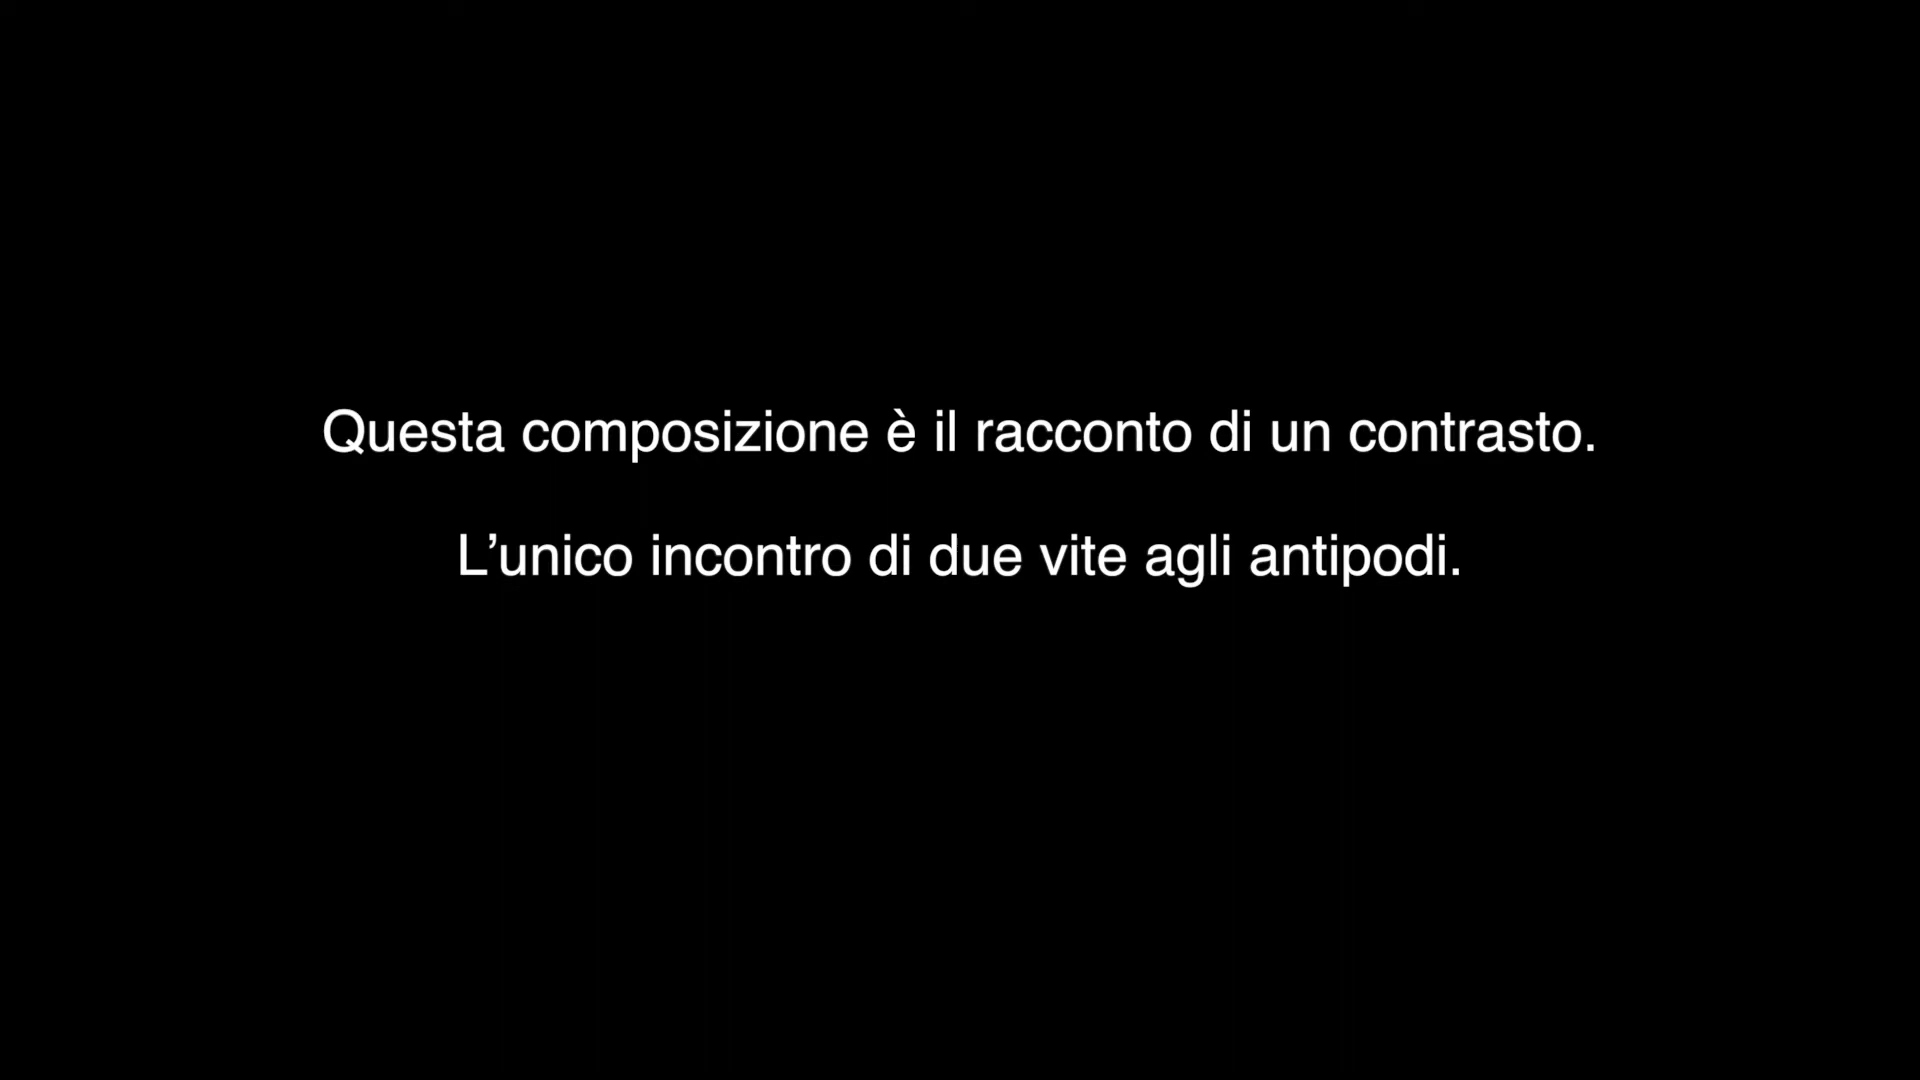 Questa composizione è il racconto di un contrasto.
L’unico incontro di due vite agli antipodi.